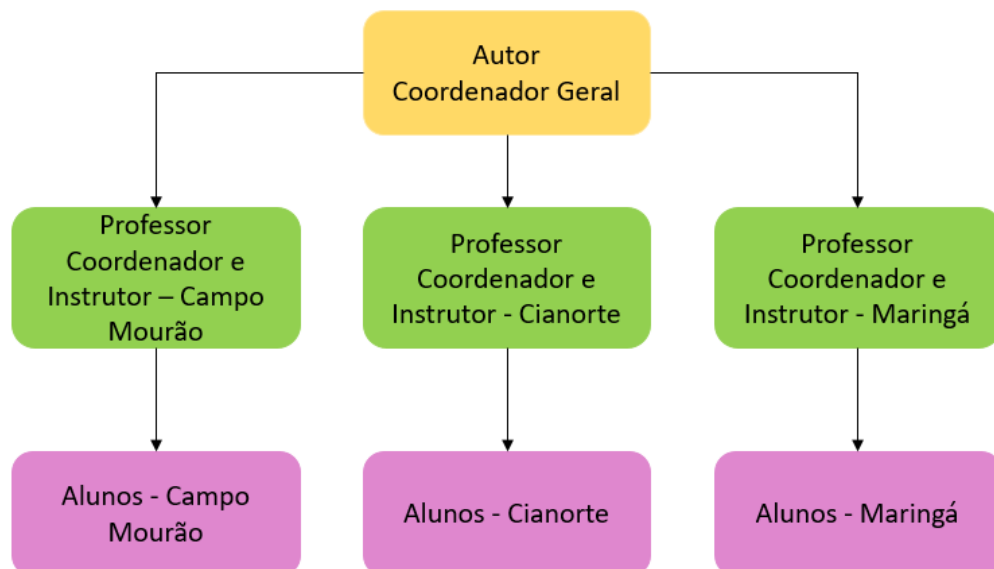 Autor
Coordenador Geral
Professor
Coordenador e
Instrutor – Campo
Mourão
Professor
Coordenador e
Instrutor - Cianorte
Professor
Coordenador e
Instrutor - Maringá
Alunos - Campo
Mourão
Alunos - Cianorte
Alunos - Maringá